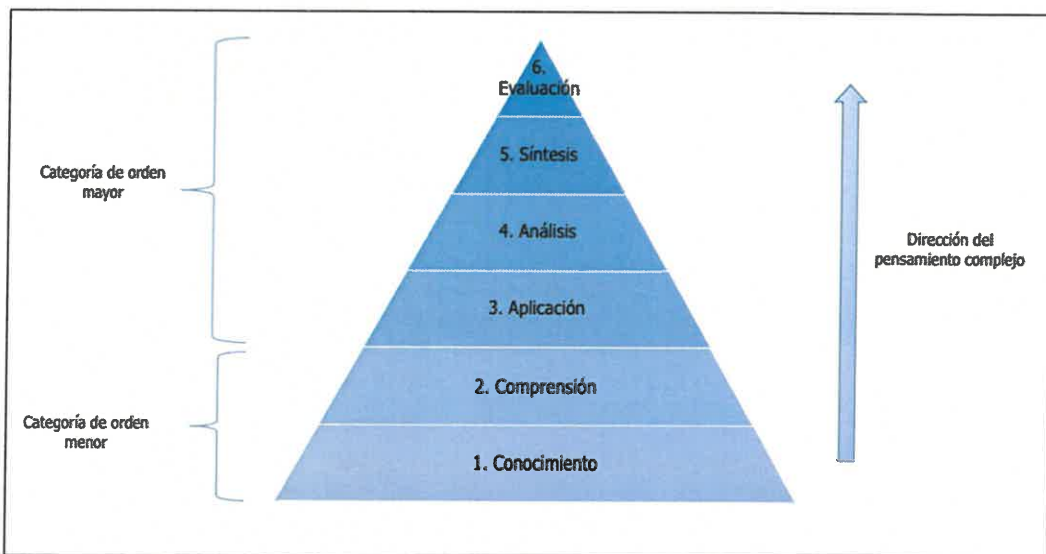 6.
Evaluación
5. Síntesis
Categoría de orden
mayor
4. Análisis
Dirección del
pensamiento complejo
3. Aplicación
2. Comprensión
Categoría de orden
menor
1. Conocimiento